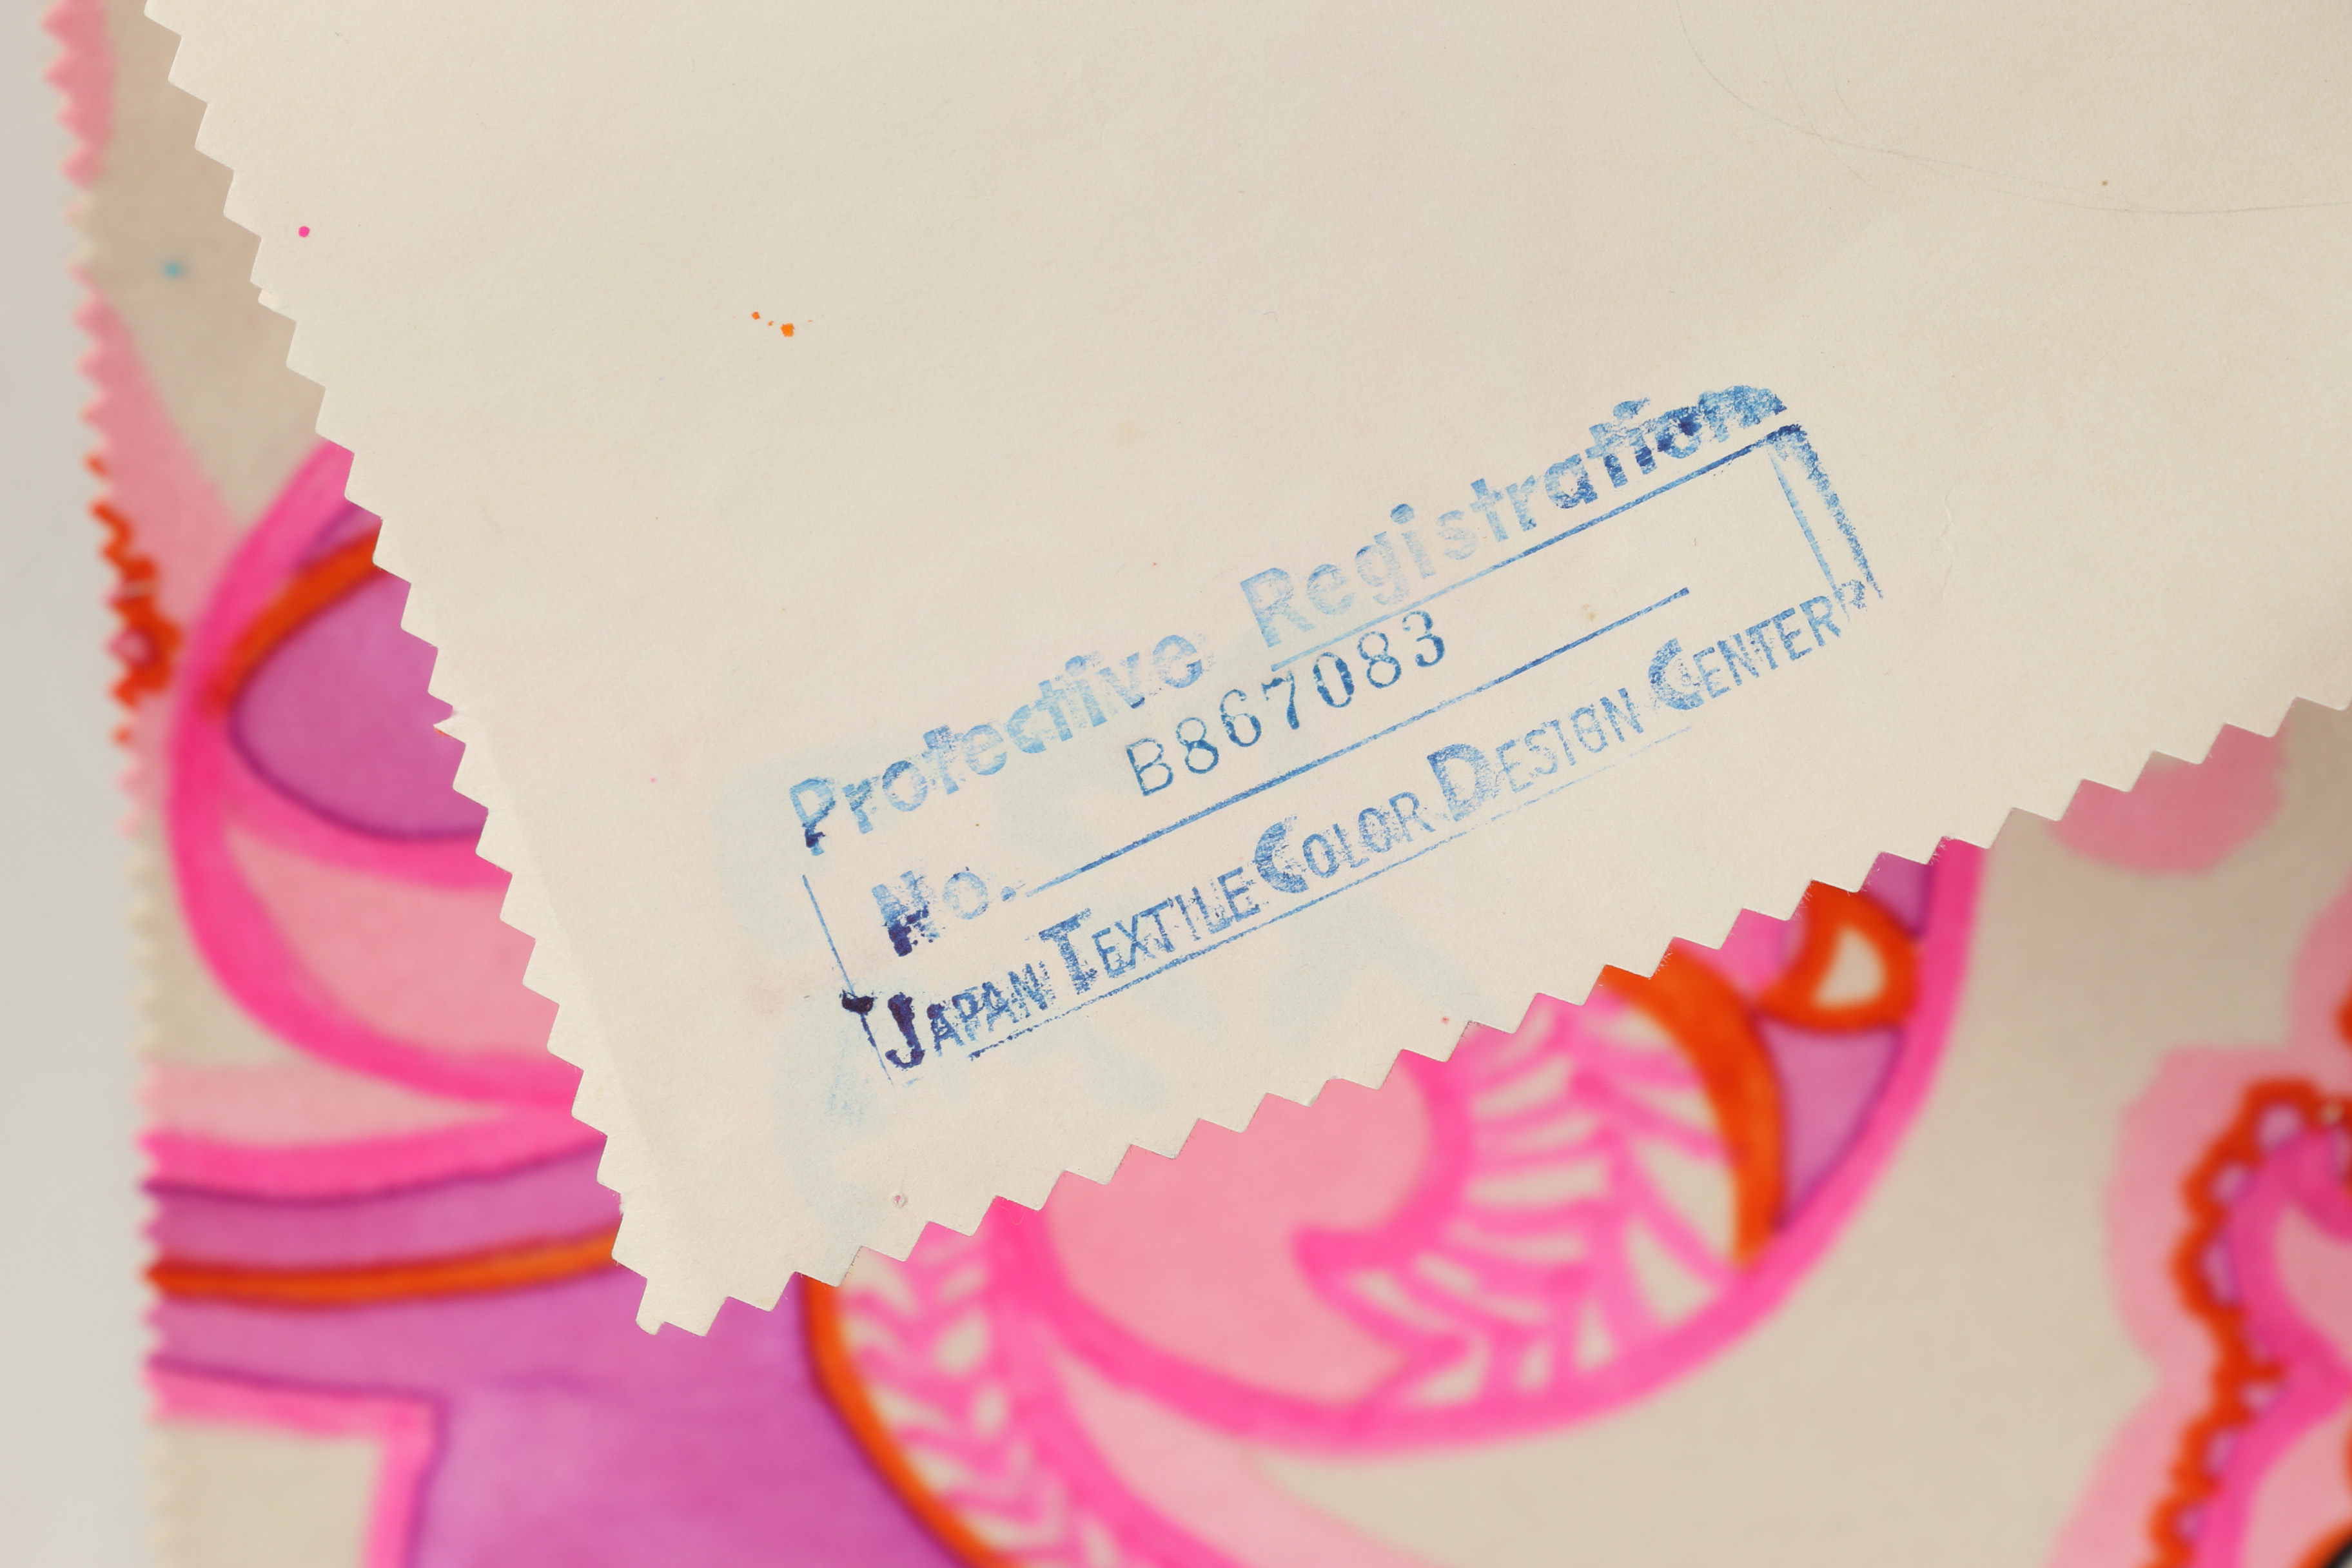 Protective Registration
B867083
No.
JAPAN TEXTILE COLOR DESIGN CENTER